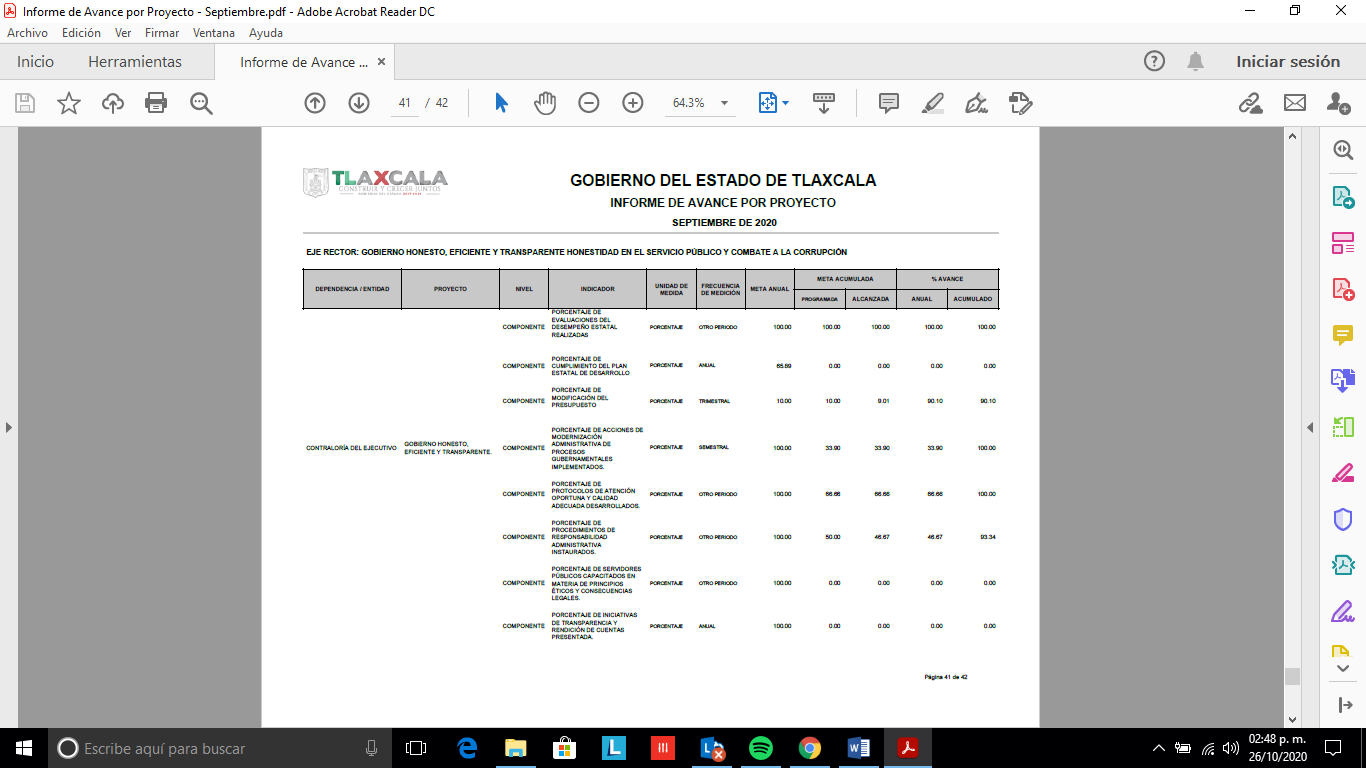 Informe de Avance por Proyecto - Septiembre.pdf - Adobe Acrobat Reader DC
Archivo Edición Ver Firmar Ventana Ayuda
Inicio Herramientas Informe de Avance ... × Iniciar sesión
41 / 42 64.3%
TLAXCALA
CONSTRUIR Y CRECER JUNTOS
GOBIERNO DEL ESTADO DE TLAXCALA
INFORME DE AVANCE POR PROYECTO
SEPTIEMBRE DE 2020
EJE RECTOR: GOBIERNO HONESTO, EFICIENTE Y TRANSPARENTE HONESTIDAD EN EL SERVICIO PÚBLICO Y COMBATE A LA CORRUPCIÓN
DEPENDENCIA / ENTIDAD PROYECTO NIVEL INDICADOR UNIDAD DE MEDIDA FRECUENCIA DE MEDICIÓN META ANUAL META ACUMULADA % AVANCE
PROGRAMADA ALCANZADA ANUAL ACUMULADO
PORCENTAJE DE
EVALUACIONES DEL
COMPONENTE DESEMPEÑO ESTATAL PORCENTAJE OTRO PERIODO 100.00 100.00 100.00 100.00 100.00
REALIZADAS
PORCENTAJE DE
COMPONENTE CUMPLIMIENTO DEL PLAN PORCENTAJE ANUAL 65.89 0.00 0.00 0.00 0.00
ESTATAL DE DESARROLLO
PORCENTAJE DE
COMPONENTE MODIFICACIÓN DEL PORCENTAJE TRIMESTRAL 10.00 10.00 9.01 90.10 90.10
PRESUPUESTO
PORCENTAJE DE ACCIONES DE
MODERNIZACIÓN
CONTRALORÍA DEL EJECUTIVO GOBIERNO HONESTO, EFICIENTE Y TRANSPARENTE. COMPONENTE ADMINISTRATIVA DE PORCENTAJE SEMESTRAL 100.00 33.90 33.90 33.90 100.00
PROCESOS
GUBERNAMENTALES
IMPLEMENTADOS.
PORCENTAJE DE
PROTOCOLOS DE ATENCIÓN
COMPONENTE OPORTUNA Y CALIDAD PORCENTAJE OTRO PERIODO 100.00 66.66 66.66 66.66 100.00
ADECUADA DESARROLLADOS.
PORCENTAJE DE
PROCEDIMIENTOS DE
COMPONENTE RESPONSABILIDAD PORCENTAJE OTRO PERIODO 100.00 50.00 46.67 46.67 93.34
ADMINISTRATIVA
INSTAURADOS.
PORCENTAJE DE SERVIDORES
PÚBLICOS CAPACITADOS EN
COMPONENTE MATERIA DE PRINCIPIOS PORCENTAJE OTRO PERIODO 100.00 0.00 0.00 0.00 0.00
ÉTICOS Y CONSECUENCIAS
LEGALES.
PORCENTAJE DE INICIATIVAS
COMPONENTE DE TRANSPARENCIA Y PORCENTAJE ANUAL 100.00 0.00 0.00 0.00 0.00
RENDICIÓN DE CUENTAS
PRESENTADA.
Página 41 de 42
Escribe aquí para buscar
02:48 p. m.
26/10/2020